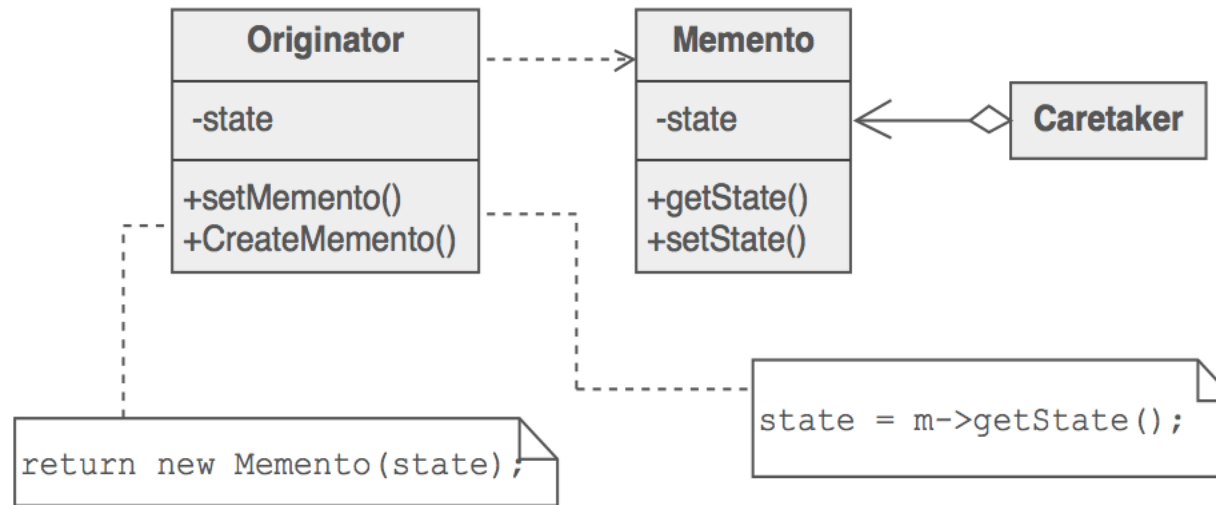 Originator
-state
+setMemento()
+CreateMemento()
Memento
-state
+getState()
+setState()
Caretaker
return new Memento(state);
state = m->getState();